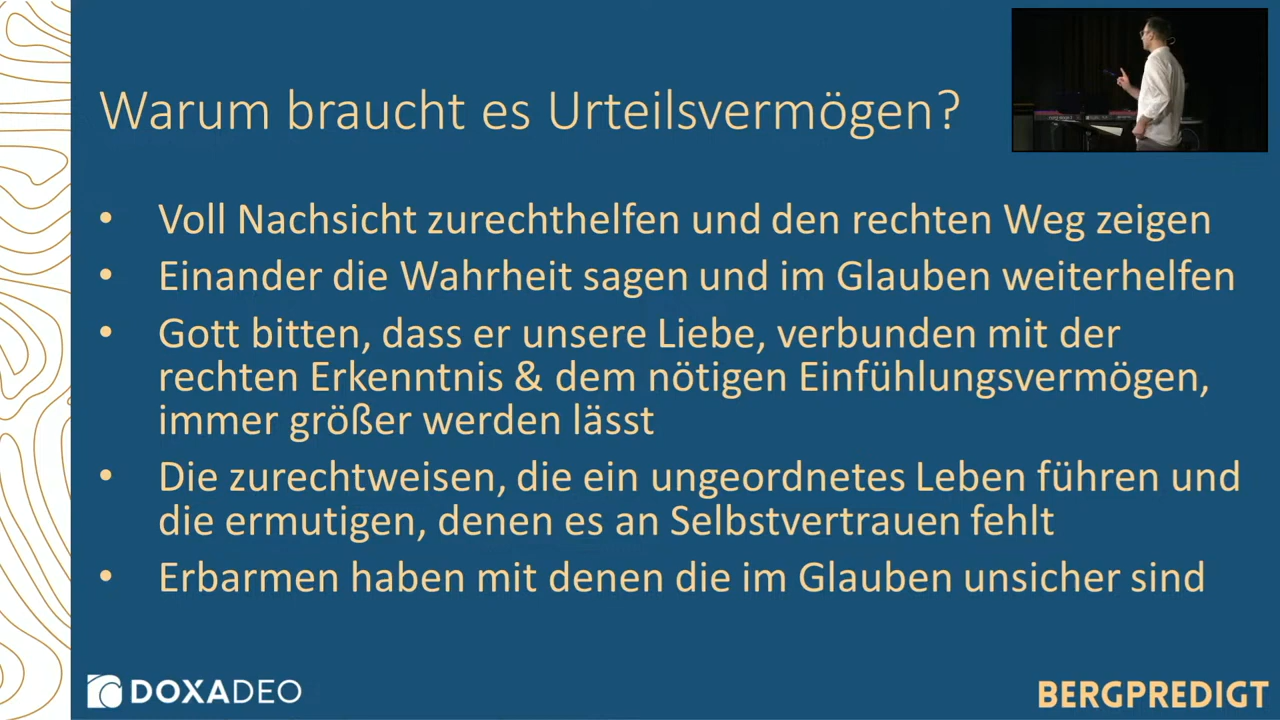 Warum braucht es Urteilsvermögen?
• Voll Nachsicht zurechthelfen und den rechten Weg zeigen
• Einander die Wahrheit sagen und im Glauben weiterhelfen
• Gott bitten, dass er unsere Liebe, verbunden mit der
rechten Erkenntnis & dem nötigen Einfühlungsvermögen,
immer größer werden lässt
• Die zurechtweisen, die ein ungeordnetes Leben führen und
die ermutigen, denen es an Selbstvertrauen fehlt
• Erbarmen haben mit denen die im Glauben unsicher sind
DOXADEO
BERGPREDIGT